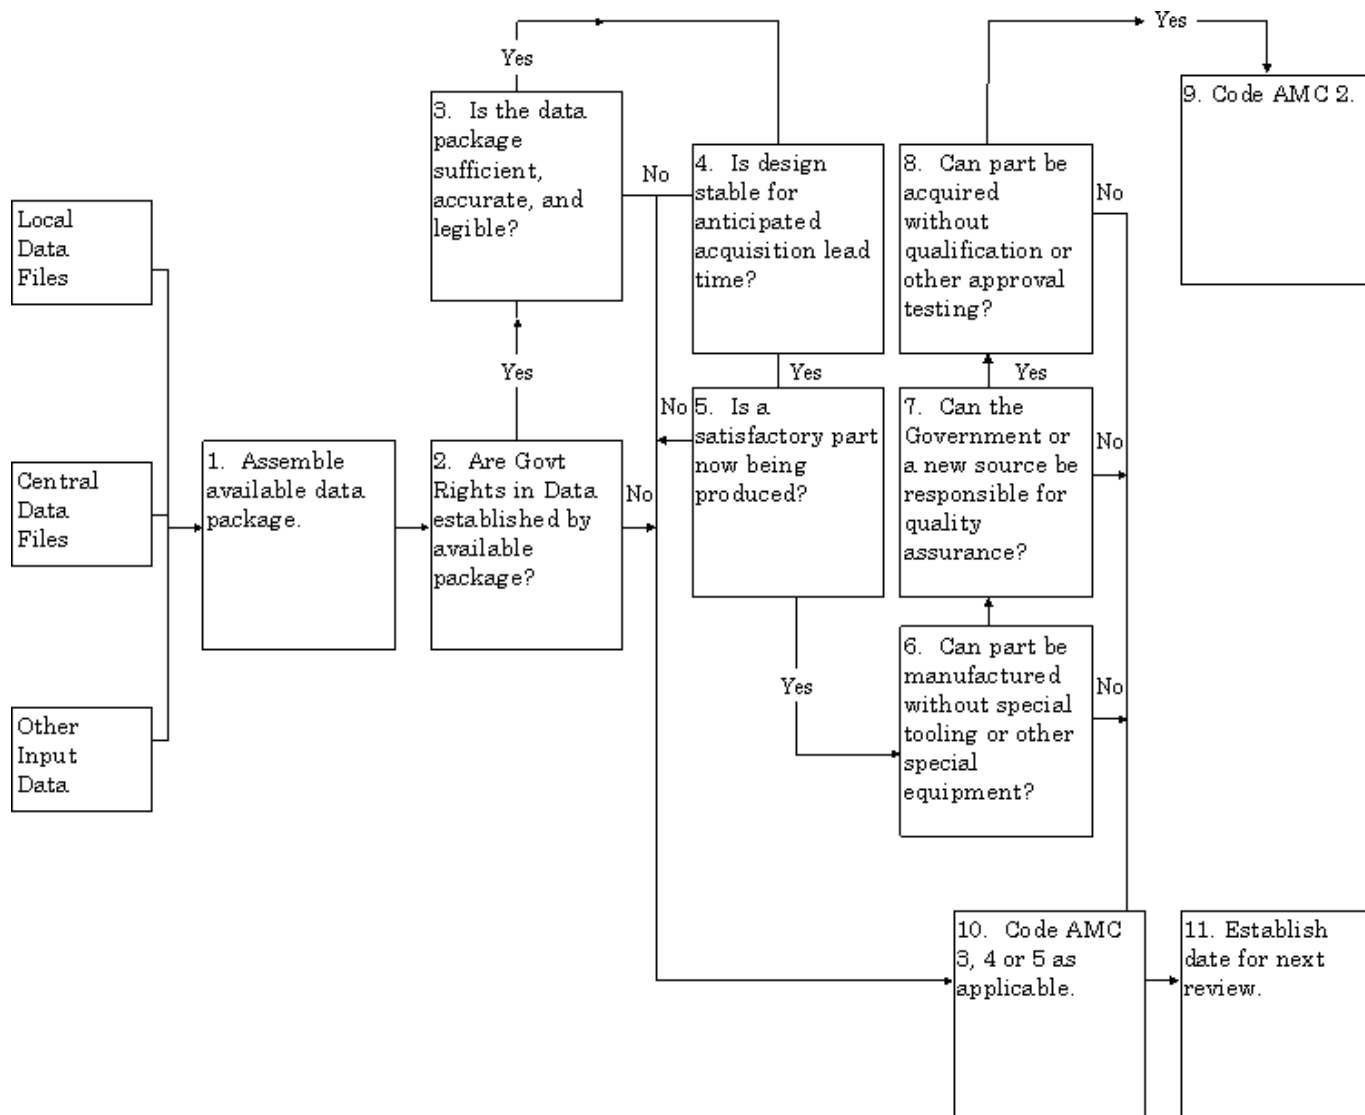 Local
Data
Files
Central
Data
Files
Other
Input
Data
1.  Assemble
available data
package.
2.  Are Govt
Rights in Data
established by
available
package?
No
Yes
3.  Is the data
package
sufficient,
accurate, and
legible?
Yes
No
4.  Is design
stable for
anticipated
acquisition lead
time?
Yes
No
5.  Is a
satisfactory part
now being
produced?
Yes
6.  Can part be
manufactured
without special
tooling or other
special
equipment?
No
7.  Can the
Government or
a new source be
responsible for
quality
assurance?
No
Yes
8.  Can part be
acquired
without
qualification or
other approval
testing?
No
Yes
9. Code AMC 2.
10.  Code AMC
3, 4 or 5 as
applicable.
11. Establish
date for next
review.